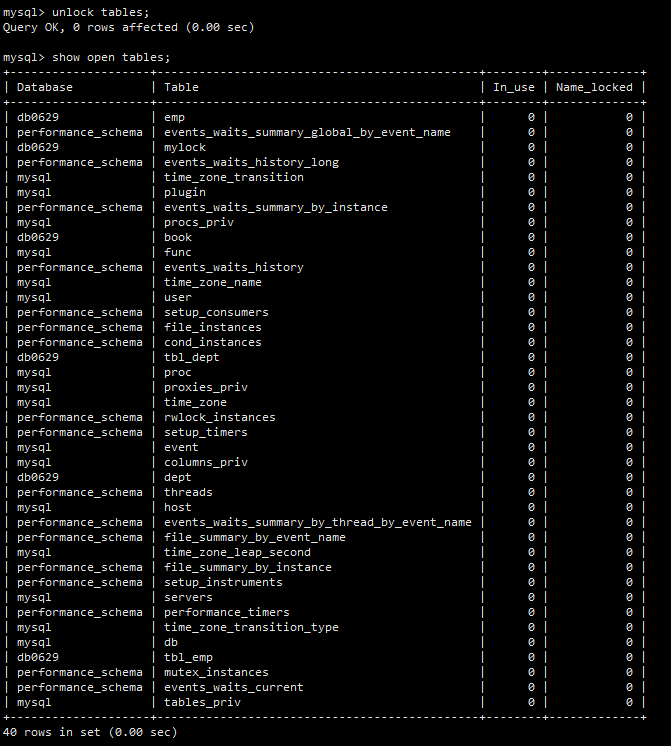 mysql> unlock tables;
Query OK, 0 rows affected (0.00 sec)
mysql> show open tables;
+--------------------+----------------------------------------------+--------+-------------+
| Database           | Table                                        | In_use | Name_locked |
+--------------------+----------------------------------------------+--------+-------------+
| db0629             | emp                                          |      0 |           0 |
| performance_schema | events_waits_summary_global_by_event_name    |      0 |           0 |
| db0629             | mylock                                       |      0 |           0 |
| performance_schema | events_waits_history_long                    |      0 |           0 |
| mysql              | time_zone_transition                         |      0 |           0 |
| mysql              | plugin                                       |      0 |           0 |
| performance_schema | events_waits_summary_by_instance             |      0 |           0 |
| mysql              | procs_priv                                   |      0 |           0 |
| db0629             | book                                         |      0 |           0 |
| mysql              | func                                         |      0 |           0 |
| performance_schema | events_waits_history                         |      0 |           0 |
| mysql              | time_zone_name                               |      0 |           0 |
| mysql              | user                                         |      0 |           0 |
| performance_schema | setup_consumers                              |      0 |           0 |
| performance_schema | file_instances                               |      0 |           0 |
| performance_schema | cond_instances                               |      0 |           0 |
| db0629             | tbl_dept                                     |      0 |           0 |
| mysql              | proc                                         |      0 |           0 |
| mysql              | proxies_priv                                 |      0 |           0 |
| mysql              | time_zone                                    |      0 |           0 |
| performance_schema | rwlock_instances                             |      0 |           0 |
| performance_schema | setup_timers                                 |      0 |           0 |
| mysql              | event                                        |      0 |           0 |
| mysql              | columns_priv                                 |      0 |           0 |
| db0629             | dept                                         |      0 |           0 |
| performance_schema | threads                                      |      0 |           0 |
| mysql              | host                                         |      0 |           0 |
| performance_schema | events_waits_summary_by_thread_by_event_name |      0 |           0 |
| performance_schema | file_summary_by_event_name                   |      0 |           0 |
| mysql              | time_zone_leap_second                        |      0 |           0 |
| performance_schema | file_summary_by_instance                     |      0 |           0 |
| performance_schema | setup_instruments                            |      0 |           0 |
| mysql              | servers                                      |      0 |           0 |
| performance_schema | performance_timers                           |      0 |           0 |
| mysql              | time_zone_transition_type                    |      0 |           0 |
| mysql              | db                                           |      0 |           0 |
| db0629             | tbl_emp                                      |      0 |           0 |
| performance_schema | mutex_instances                              |      0 |           0 |
| performance_schema | events_waits_current                         |      0 |           0 |
| mysql              | tables_priv                                  |      0 |           0 |
+--------------------+----------------------------------------------+--------+-------------+
40 rows in set (0.00 sec)